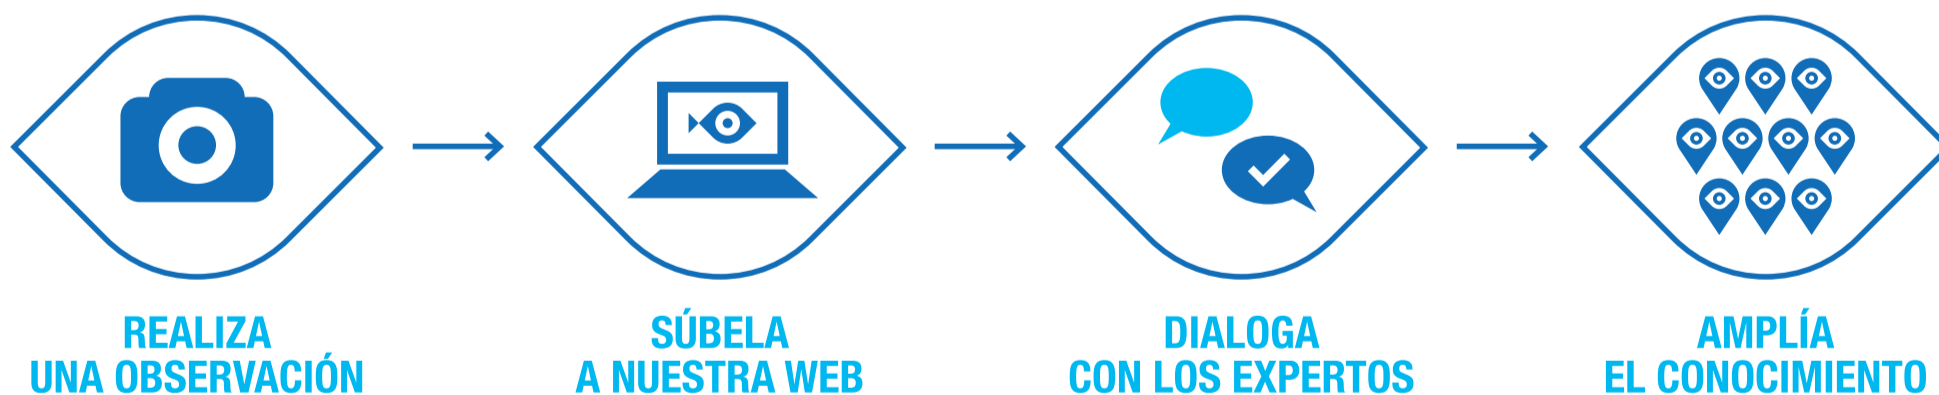 REALIZA
UNA OBSERVACIÓN
SÚBELA
A NUESTRA WEB
DIALOGA
CON LOS EXPERTOS
AMPLÍA
EL CONOCIMIENTO